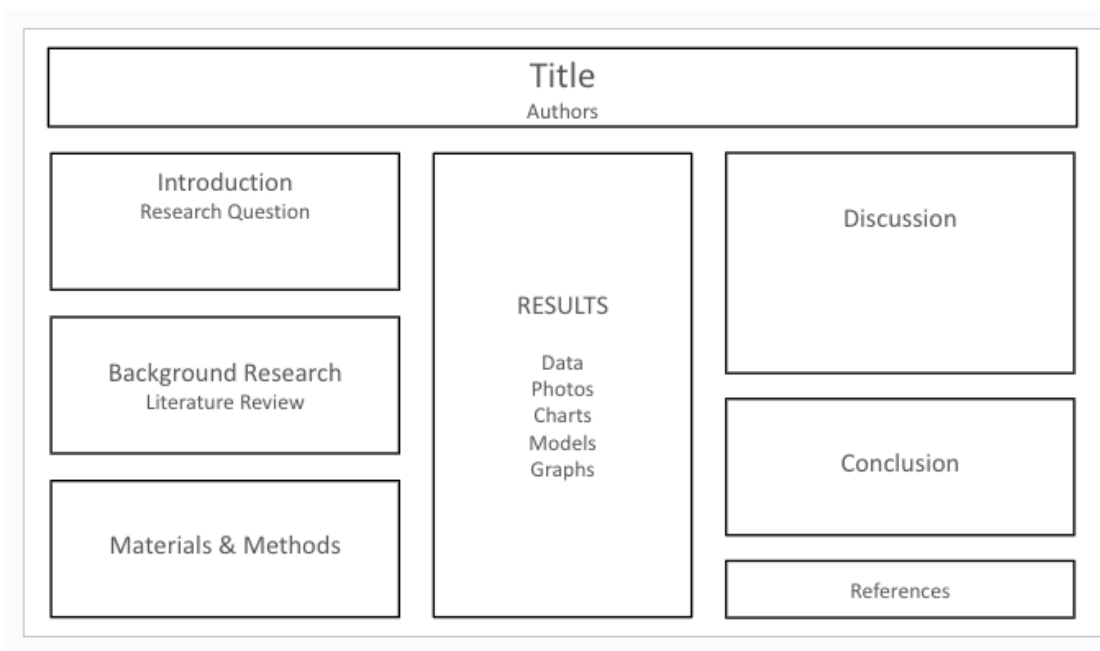 Title
Authors
Introduction
Research Question
Background Research
Literature Review
Materials & Methods
RESULTS
Data
Photos
Charts
Models
Graphs
Discussion
Conclusion
References